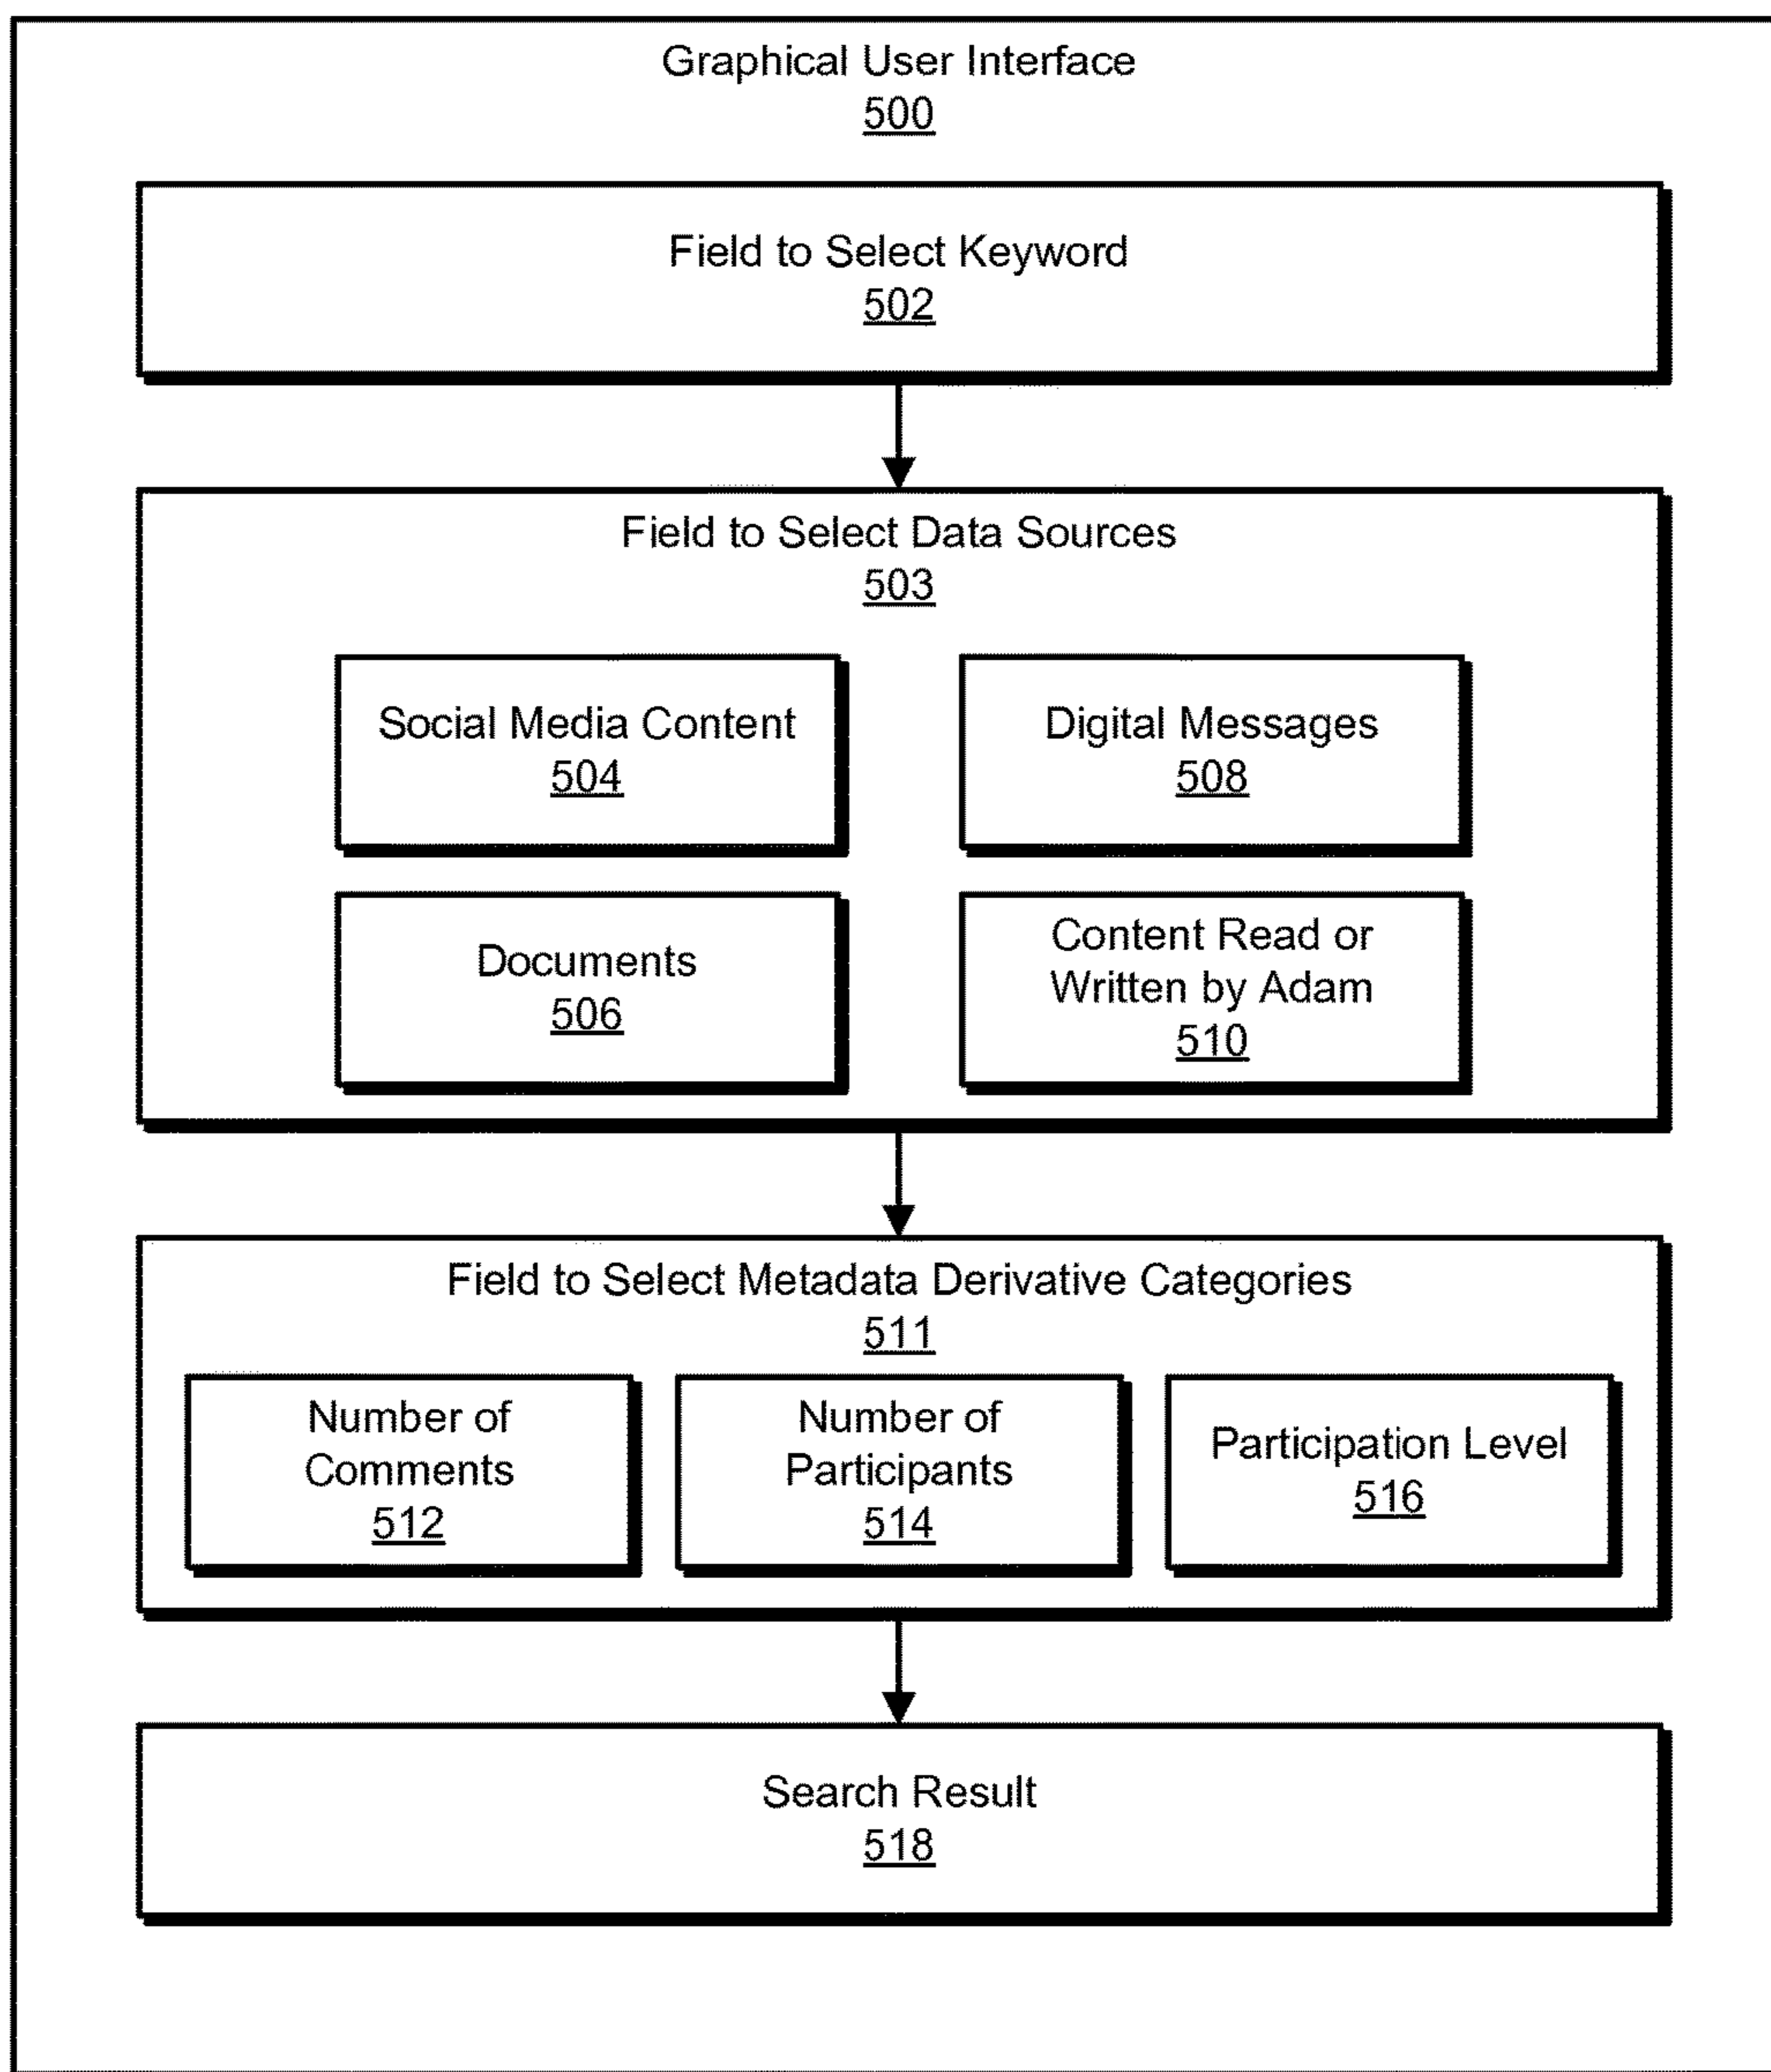 Graphical User Interface
500
Field to Select Keyword
502
Field to Select Data Sources
503
Social Media Content
504
Digital Messages
508
Documents
506
Content Read or
Written by Adam
510
Field to Select Metadata Derivative Categories
511
Number of
Comments
512
Number of
Participants
514
Participation Level
516
Search Result
518